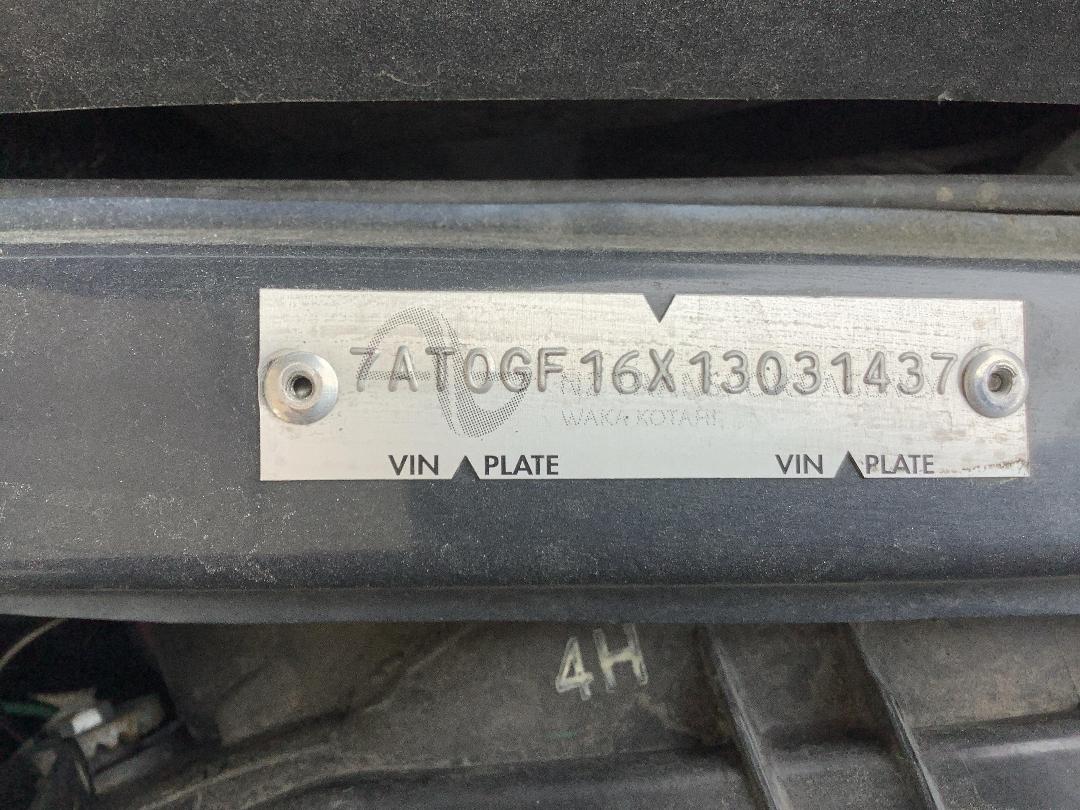 7AT0GF16X13031437
WAKA KOTAHI
VIN PLATE VIN PLATE
4H